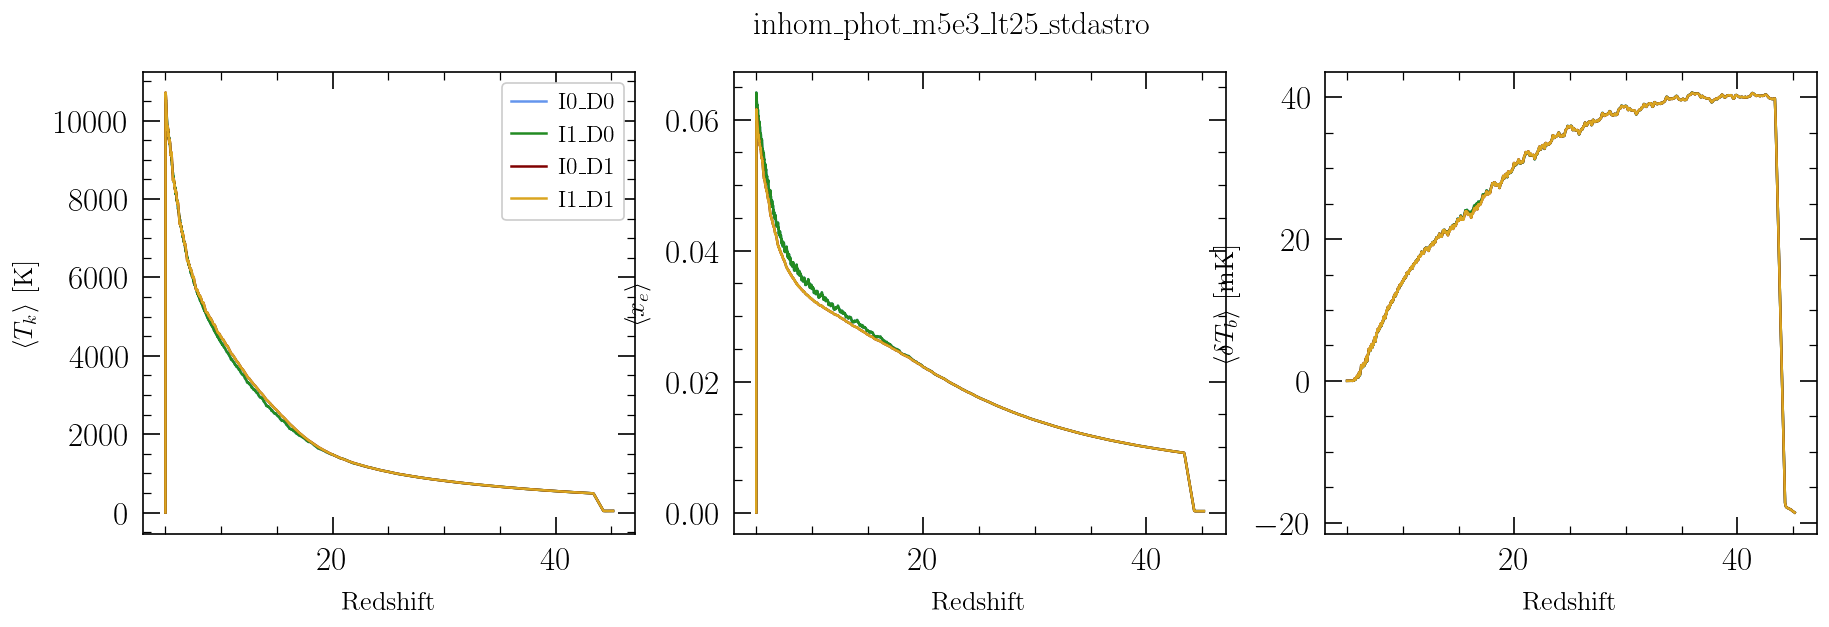 inhom_phot_m5e3_lt25_stdastro
10000
8000
6000
4000
2000
0
⟨T_k⟩ [K]
20
40
Redshift
I0_D0
I1_D0
I0_D1
I1_D1
0.06
0.04
0.02
0.00
⟨x_e⟩
20
40
Redshift
40
20
0
−20
⟨δT_b⟩ [mK]
20
40
Redshift